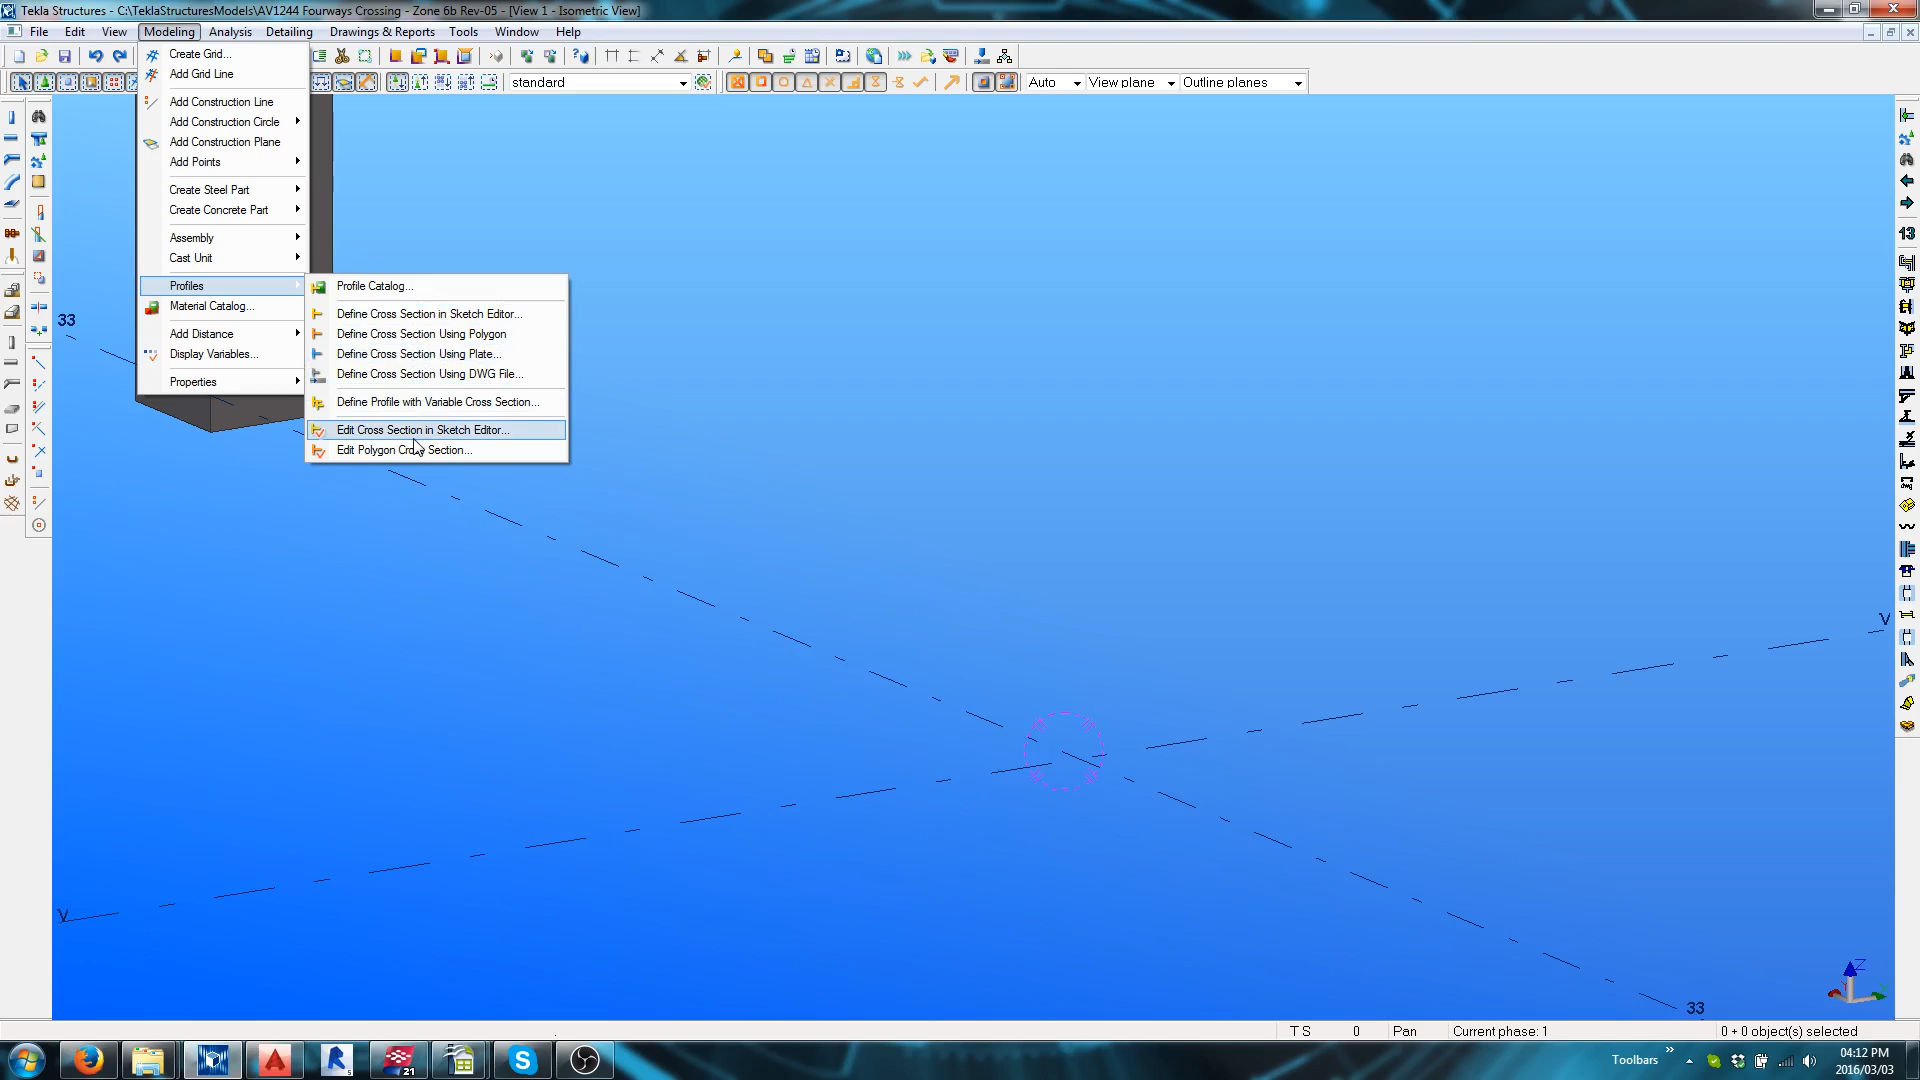 Tekla Structures - C:\TeklaStructuresModels\AV1244 Fourways Crossing - Zone 6b Rev-05 - [View 1 - Isometric View]
File Edit View Modeling Analysis Detailing Drawings & Reports Tools Window Help
standard Auto View plane Outline planes
Create Grid...
Add Grid Line
Add Construction Line
Add Construction Circle
Add Construction Plane
Add Points
Create Steel Part
Create Concrete Part
Assembly
Cast Unit
Profiles
Material Catalog...
Add Distance
Display Variables...
Properties
Profile Catalog...
Define Cross Section in Sketch Editor...
Define Cross Section Using Polygon
Define Cross Section Using Plate...
Define Cross Section Using DWG File...
Define Profile with Variable Cross Section...
Edit Cross Section in Sketch Editor...
Edit Polygon Cross Section...
33
V
V
33
Z
13
dwg
T S 0 Pan Current phase: 1 0 + 0 object(s) selected
21
Toolbars
04:12 PM
2016/03/03